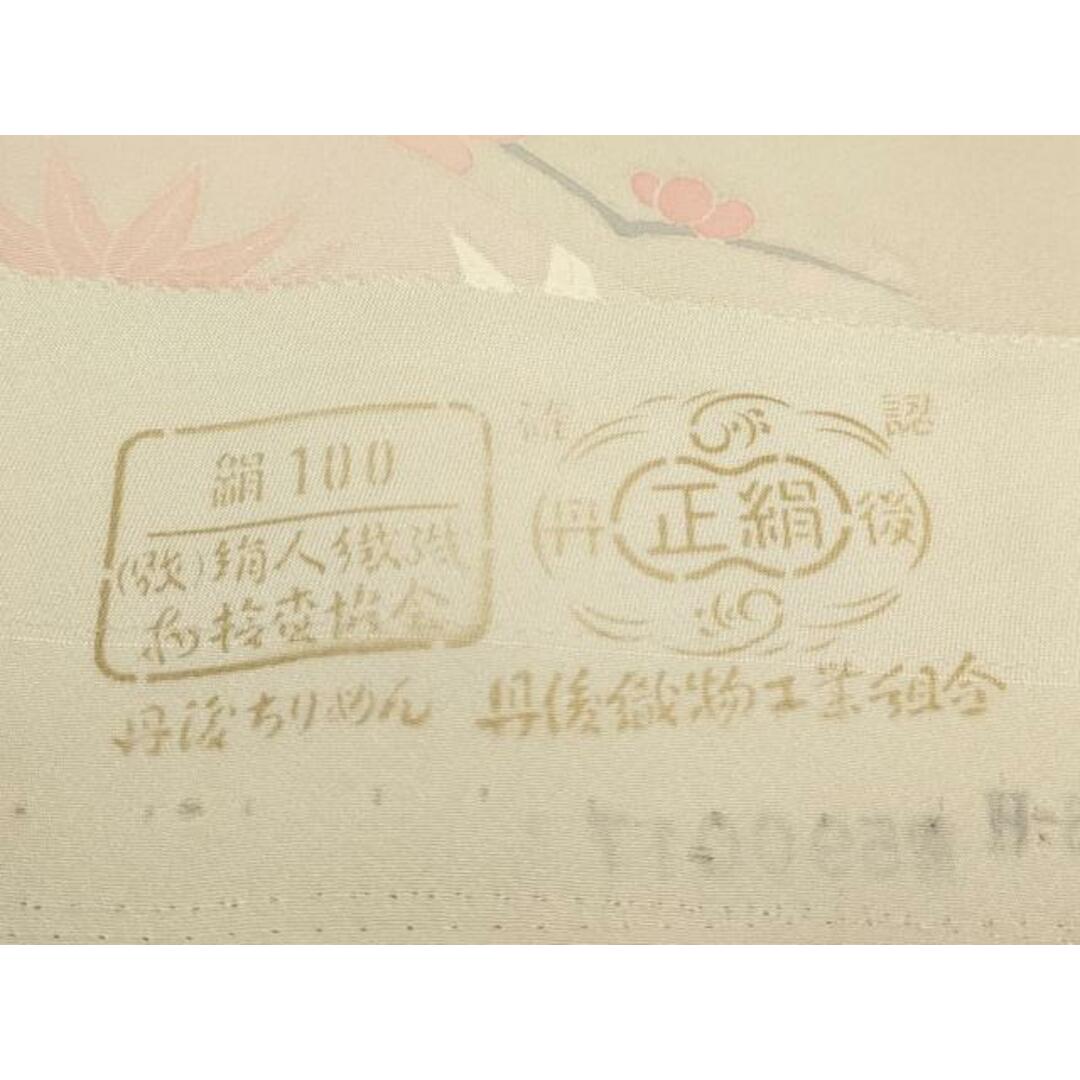 絹100
(財)絹人繊織
物検査協会
確認
丹 正絹 後
丹後ちりめん 丹後織物工業組合